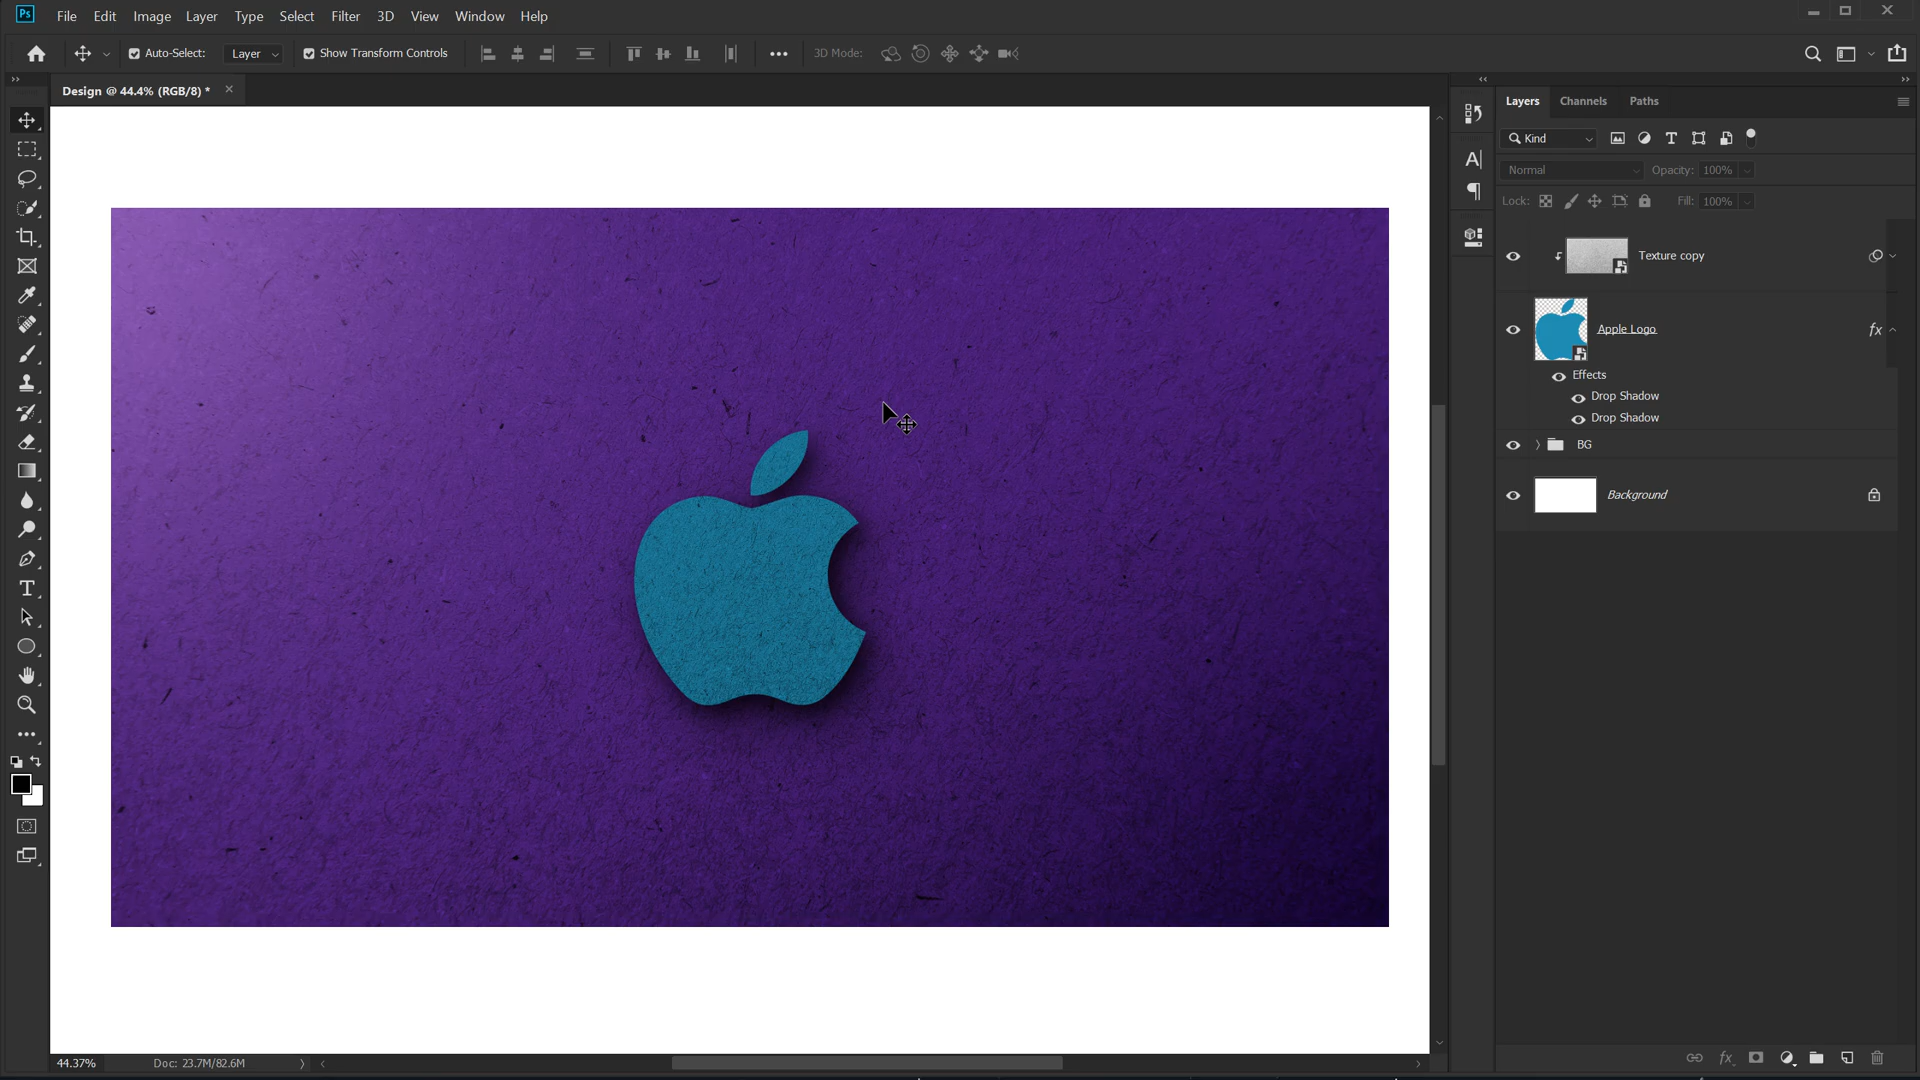 Ps File Edit Image Layer Type Select Filter 3D View Window Help
Auto-Select: Layer Show Transform Controls 3D Mode:
Design @ 44.4% (RGB/8) *
Layers Channels Paths
Kind
Normal Opacity: 100%
Lock: Fill: 100%
Texture copy
Apple Logo fx
Effects
Drop Shadow
Drop Shadow
BG
Background
44.37% Doc: 23.7M/82.6M
fx